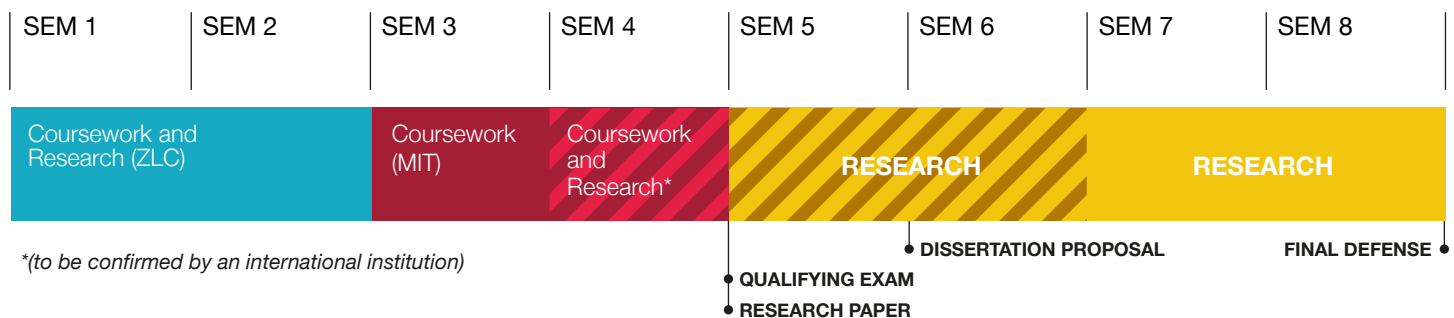 SEM 1 SEM 2 SEM 3 SEM 4 SEM 5 SEM 6 SEM 7 SEM 8
Coursework and
Research (ZLC)
Coursework
(MIT)
Coursework
and
Research*
RESEARCH
RESEARCH
*(to be confirmed by an international institution)
DISSERTATION PROPOSAL
FINAL DEFENSE
QUALIFYING EXAM
RESEARCH PAPER